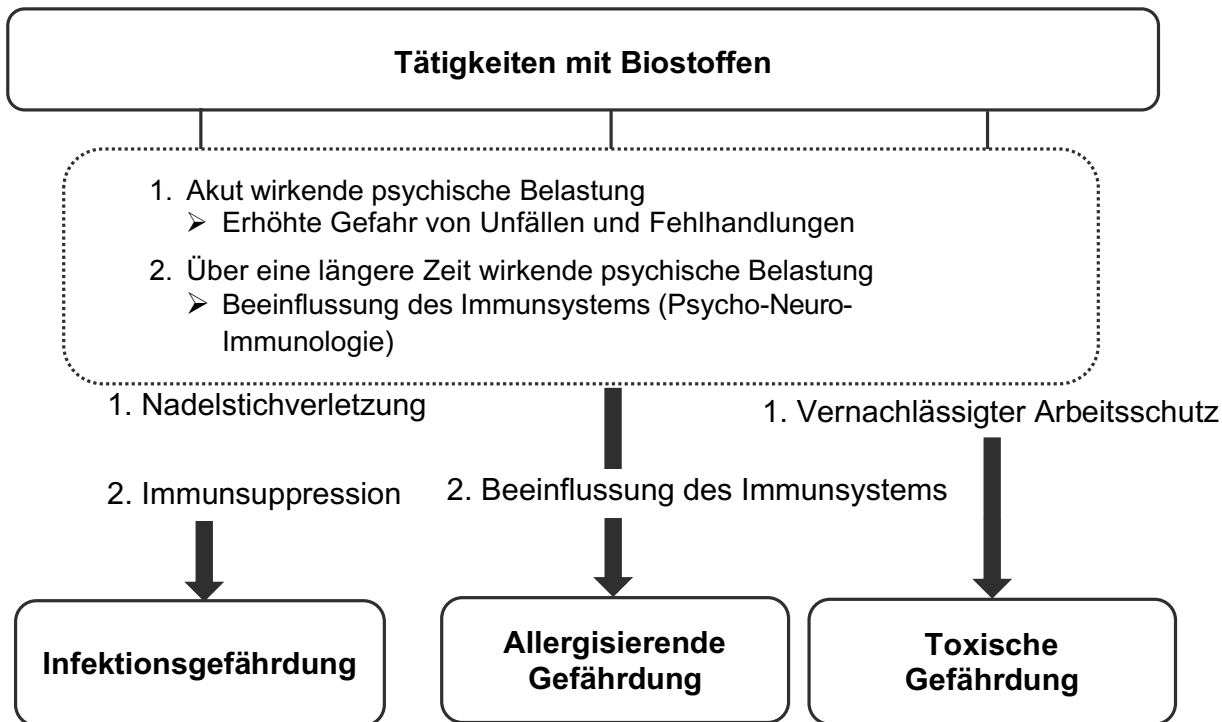 Tätigkeiten mit Biostoffen
1. Akut wirkende psychische Belastung
➢ Erhöhte Gefahr von Unfällen und Fehlhandlungen
2. Über eine längere Zeit wirkende psychische Belastung
➢ Beeinflussung des Immunsystems (Psycho-Neuro-
Immunologie)
1. Nadelstichverletzung
1. Vernachlässigter Arbeitsschutz
2. Immunsuppression
2. Beeinflussung des Immunsystems
Infektionsgefährdung
Allergisierende
Gefährdung
Toxische
Gefährdung